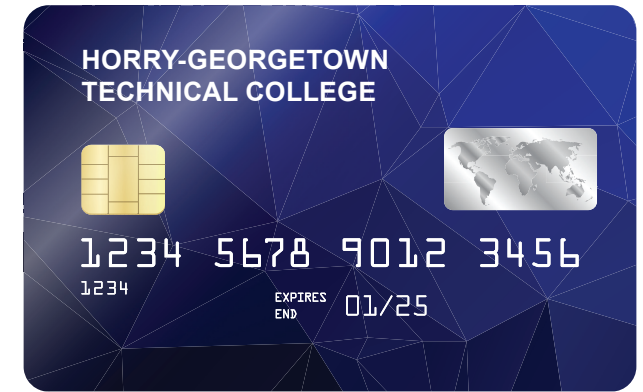 HORRY-GEORGETOWN
TECHNICAL COLLEGE
1234 5678 9012 3456
1234
EXPIRES
END
01/25